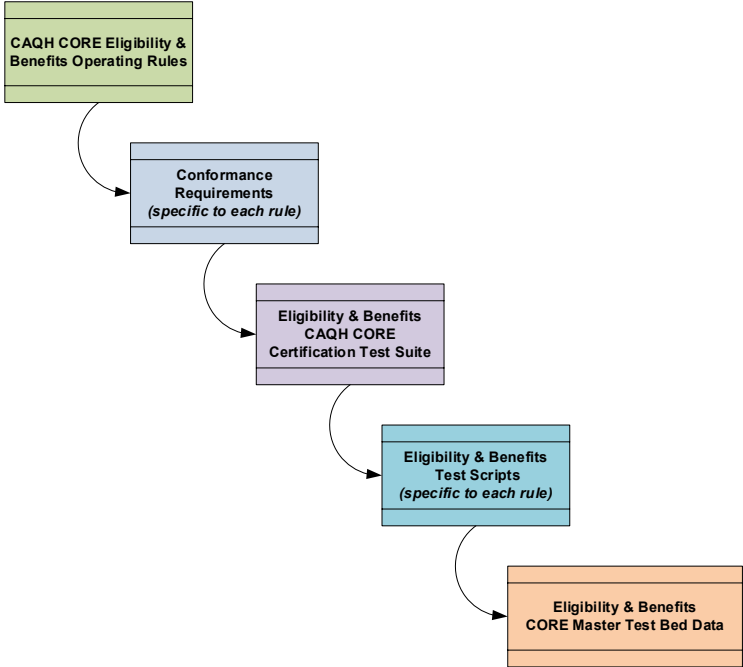 CAQH CORE Eligibility &
Benefits Operating Rules
Conformance
Requirements
(specific to each rule)
Eligibility & Benefits
CAQH CORE
Certification Test Suite
Eligibility & Benefits
Test Scripts
(specific to each rule)
Eligibility & Benefits
CORE Master Test Bed Data